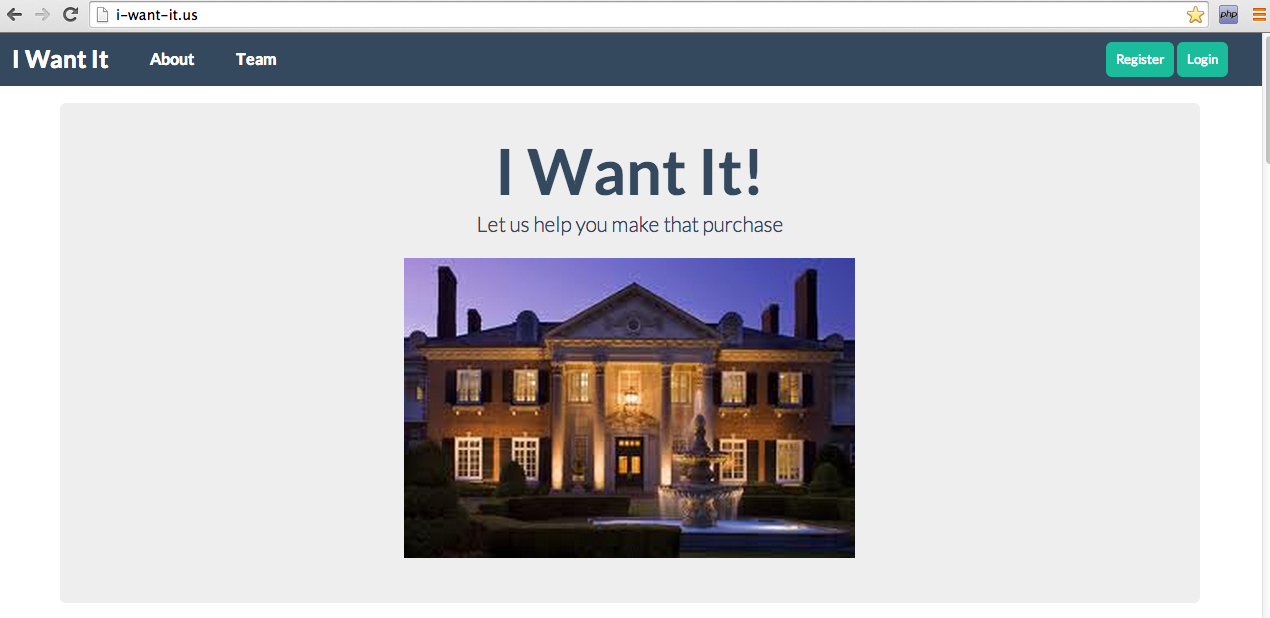 i-want-it.us
php
I Want It About Team Register Login
I Want It!
Let us help you make that purchase